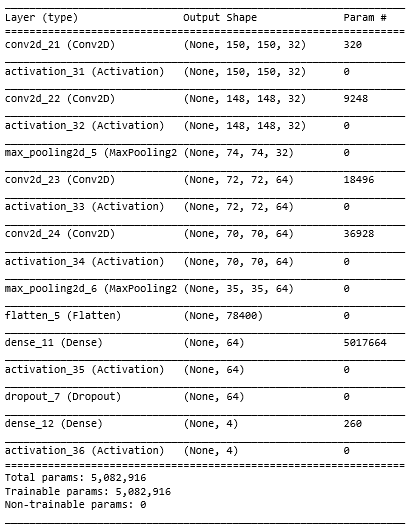 Layer (type) Output Shape Param #
conv2d_21 (Conv2D) (None, 150, 150, 32) 320
activation_31 (Activation) (None, 150, 150, 32) 0
conv2d_22 (Conv2D) (None, 148, 148, 32) 9248
activation_32 (Activation) (None, 148, 148, 32) 0
max_pooling2d_5 (MaxPooling2 (None, 74, 74, 32) 0
conv2d_23 (Conv2D) (None, 72, 72, 64) 18496
activation_33 (Activation) (None, 72, 72, 64) 0
conv2d_24 (Conv2D) (None, 70, 70, 64) 36928
activation_34 (Activation) (None, 70, 70, 64) 0
max_pooling2d_6 (MaxPooling2 (None, 35, 35, 64) 0
flatten_5 (Flatten) (None, 78400) 0
dense_11 (Dense) (None, 64) 5017664
activation_35 (Activation) (None, 64) 0
dropout_7 (Dropout) (None, 64) 0
dense_12 (Dense) (None, 4) 260
activation_36 (Activation) (None, 4) 0
Total params: 5,082,916
Trainable params: 5,082,916
Non-trainable params: 0